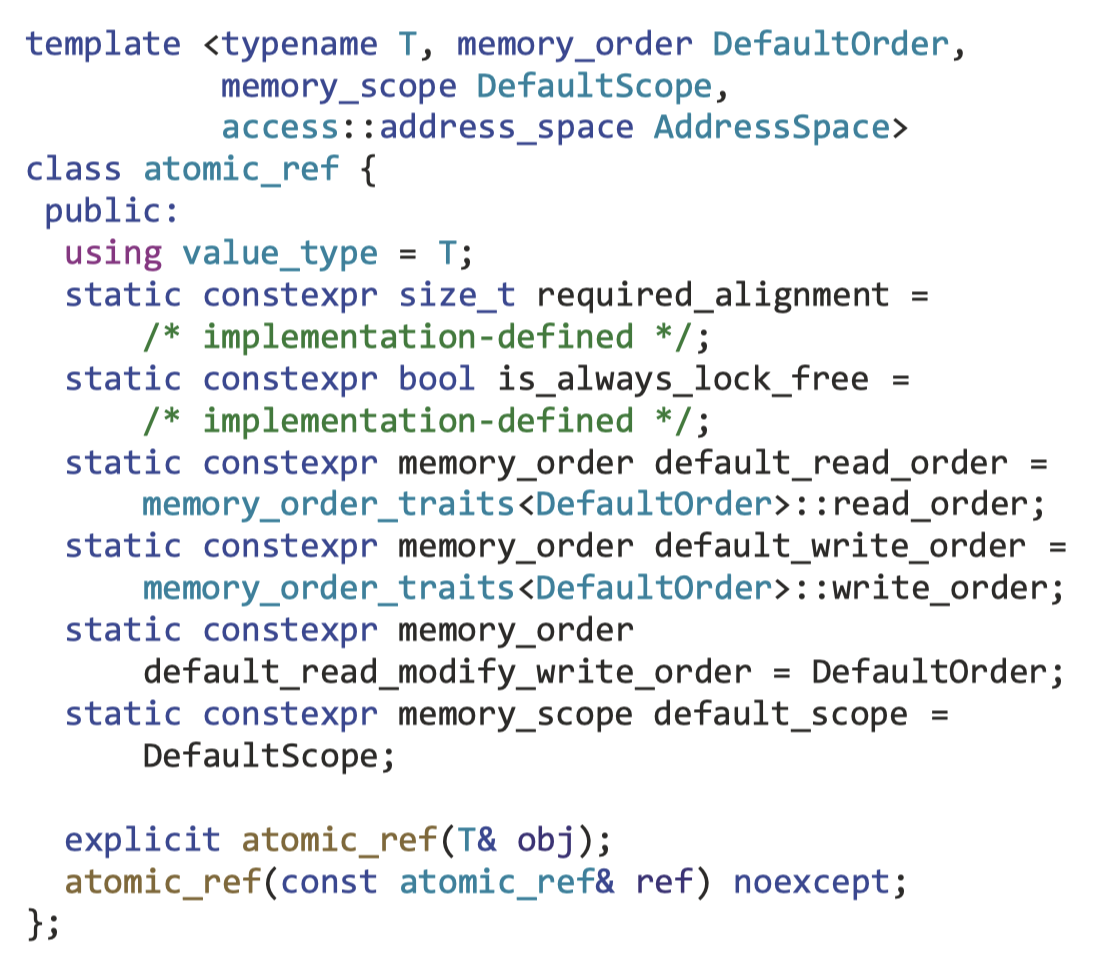 template <typename T, memory_order DefaultOrder,
          memory_scope DefaultScope,
          access::address_space AddressSpace>
class atomic_ref {
 public:
  using value_type = T;
  static constexpr size_t required_alignment =
      /* implementation-defined */;
  static constexpr bool is_always_lock_free =
      /* implementation-defined */;
  static constexpr memory_order default_read_order =
      memory_order_traits<DefaultOrder>::read_order;
  static constexpr memory_order default_write_order =
      memory_order_traits<DefaultOrder>::write_order;
  static constexpr memory_order
      default_read_modify_write_order = DefaultOrder;
  static constexpr memory_scope default_scope =
      DefaultScope;

  explicit atomic_ref(T& obj);
  atomic_ref(const atomic_ref& ref) noexcept;
};